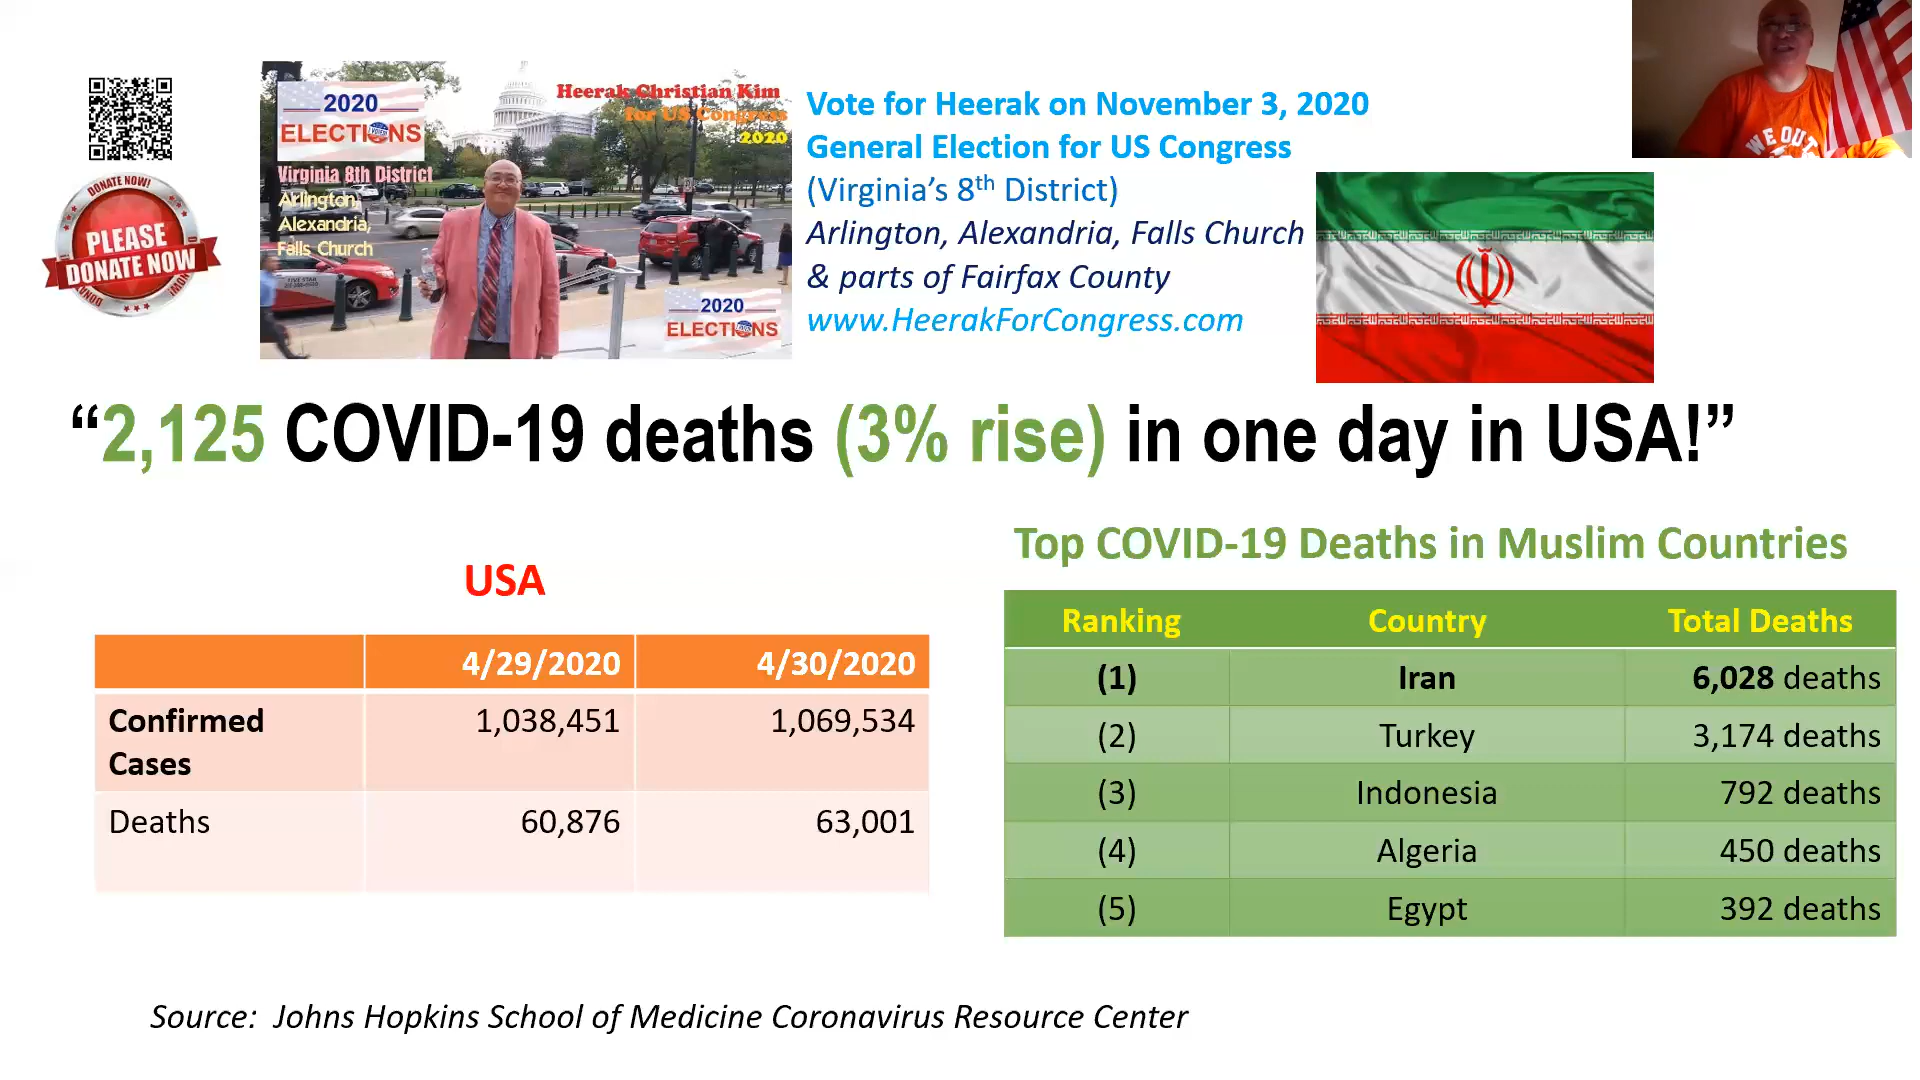 DONATE NOW!
PLEASE
DONATE NOW
2020
ELECTIONS
Virginia 8th District
Arlington,
Alexandria,
Falls Church
Heerak Christian Kim
for US Congress
2020
2020
ELECTIONS
Vote for Heerak on November 3, 2020
General Election for US Congress
(Virginia’s 8th District)
Arlington, Alexandria, Falls Church
& parts of Fairfax County
www.HeerakForCongress.com
WE OUT
“2,125 COVID-19 deaths (3% rise) in one day in USA!”
USA
4/29/2020 4/30/2020
Confirmed Cases 1,038,451 1,069,534
Deaths 60,876 63,001
Top COVID-19 Deaths in Muslim Countries
Ranking Country Total Deaths
(1) Iran 6,028 deaths
(2) Turkey 3,174 deaths
(3) Indonesia 792 deaths
(4) Algeria 450 deaths
(5) Egypt 392 deaths
Source: Johns Hopkins School of Medicine Coronavirus Resource Center